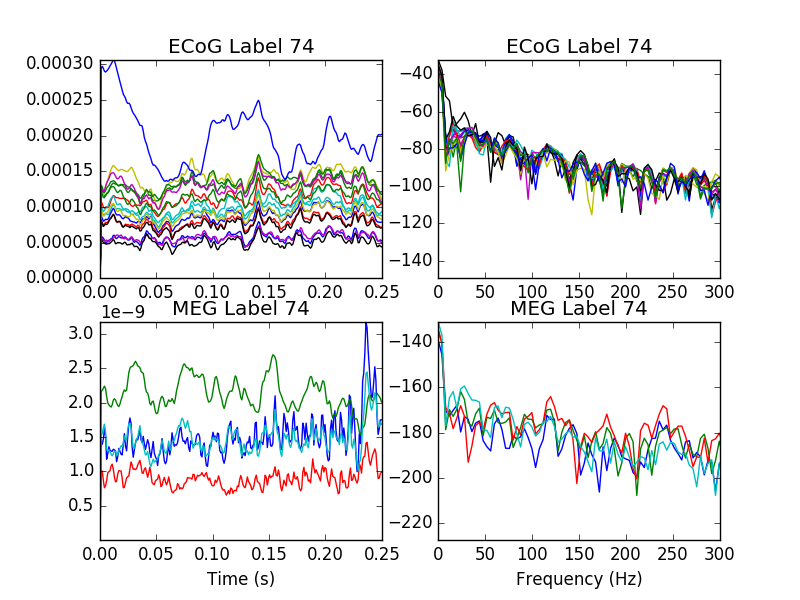 ECoG Label 74
0.00030
0.00025
0.00020
0.00015
0.00010
0.00005
0.00000
0.00 0.05 0.10 0.15 0.20 0.25
ECoG Label 74
−40
−60
−80
−100
−120
−140
0 50 100 150 200 250 300
MEG Label 74
1e−9
3.0
2.5
2.0
1.5
1.0
0.5
0.00 0.05 0.10 0.15 0.20 0.25
Time (s)
MEG Label 74
−140
−160
−180
−200
−220
0 50 100 150 200 250 300
Frequency (Hz)